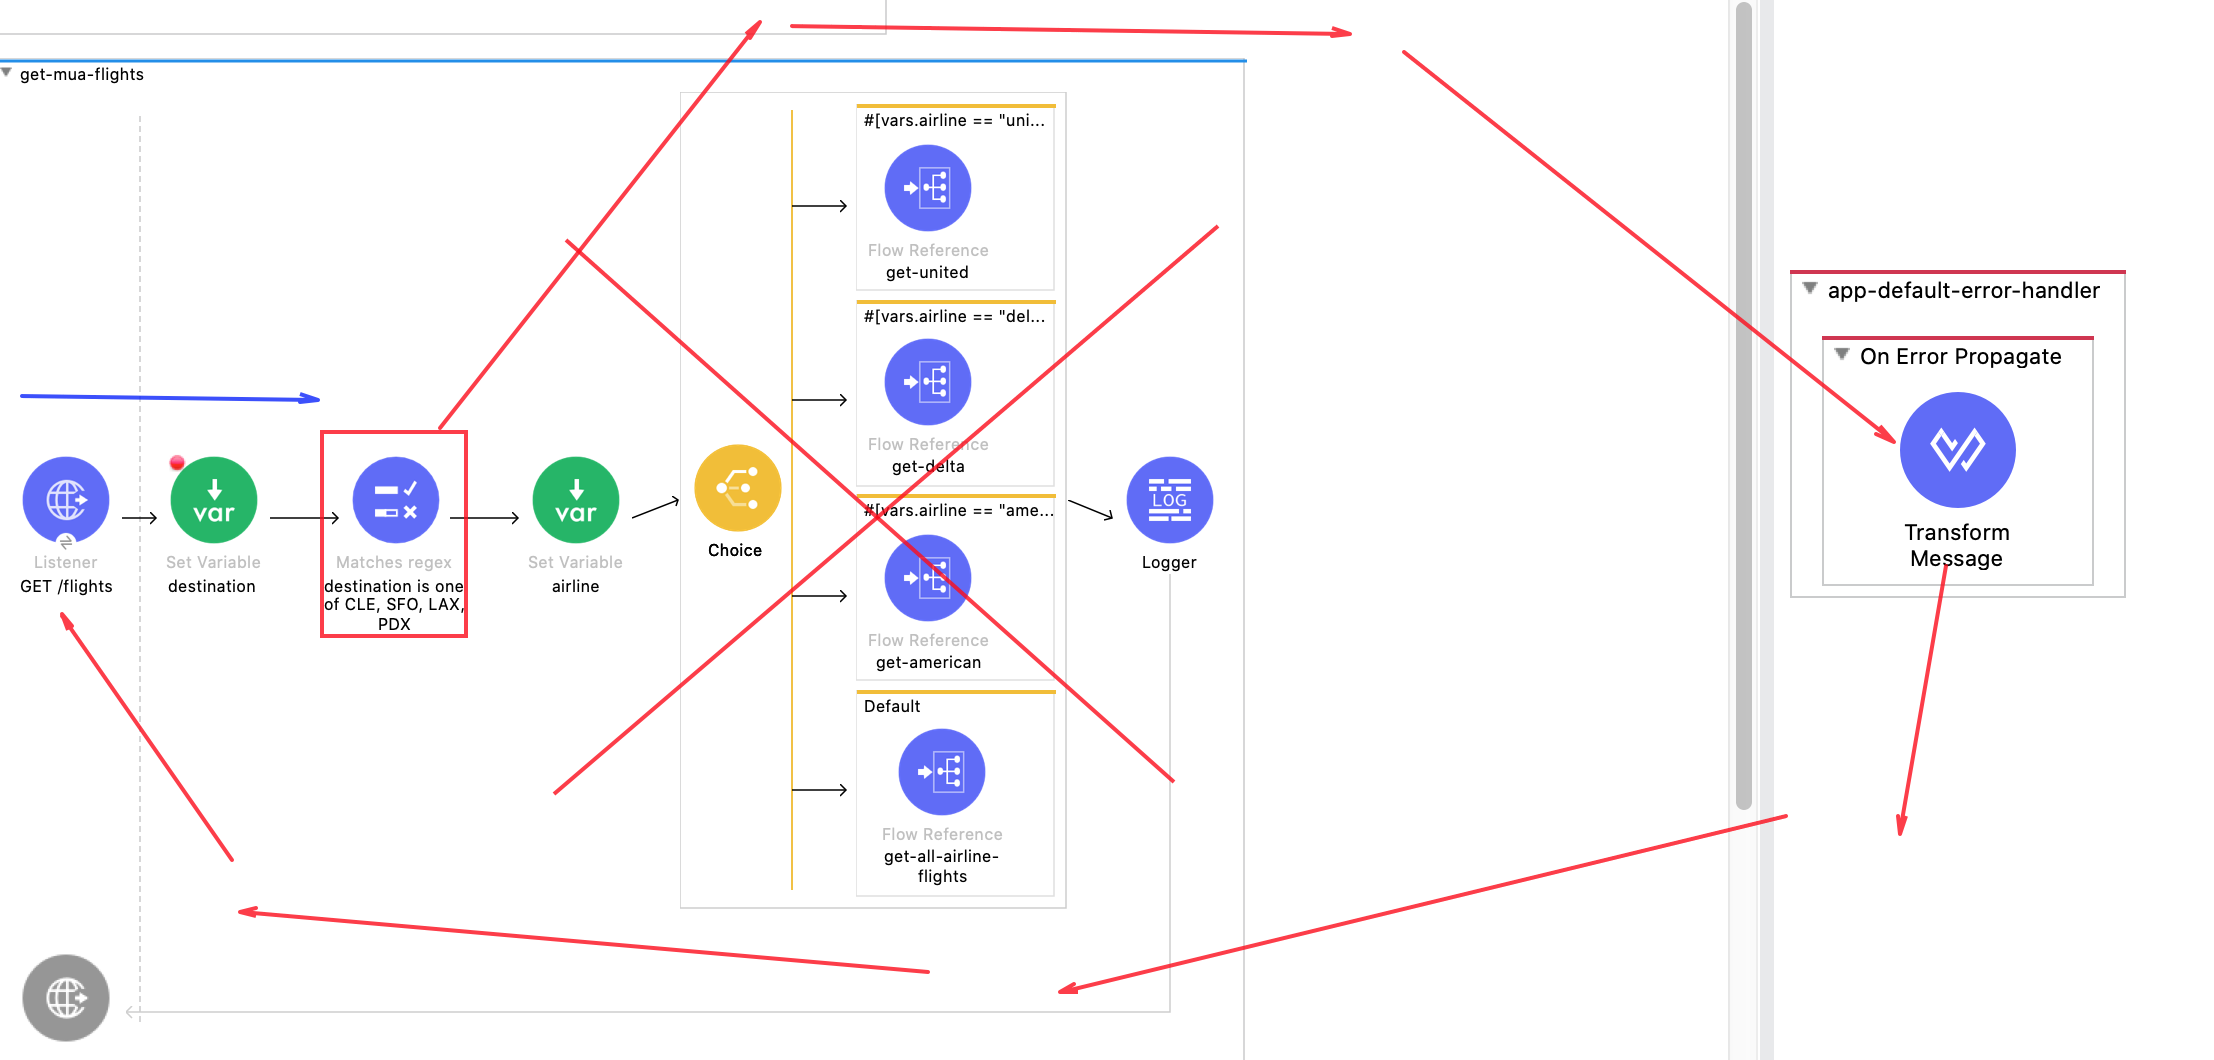 get-mua-flights
#[vars.airline == "uni...
Flow Reference
get-united
#[vars.airline == "del...
Flow Reference
get-delta
#[vars.airline == "ame...
Flow Reference
get-american
Default
Flow Reference
get-all-airline-
flights
Listener
GET /flights
var
Set Variable
destination
Matches regex
destination is one
of CLE, SFO, LAX,
PDX
var
Set Variable
airline
Choice
LOG
Logger
app-default-error-handler
On Error Propagate
Transform
Message